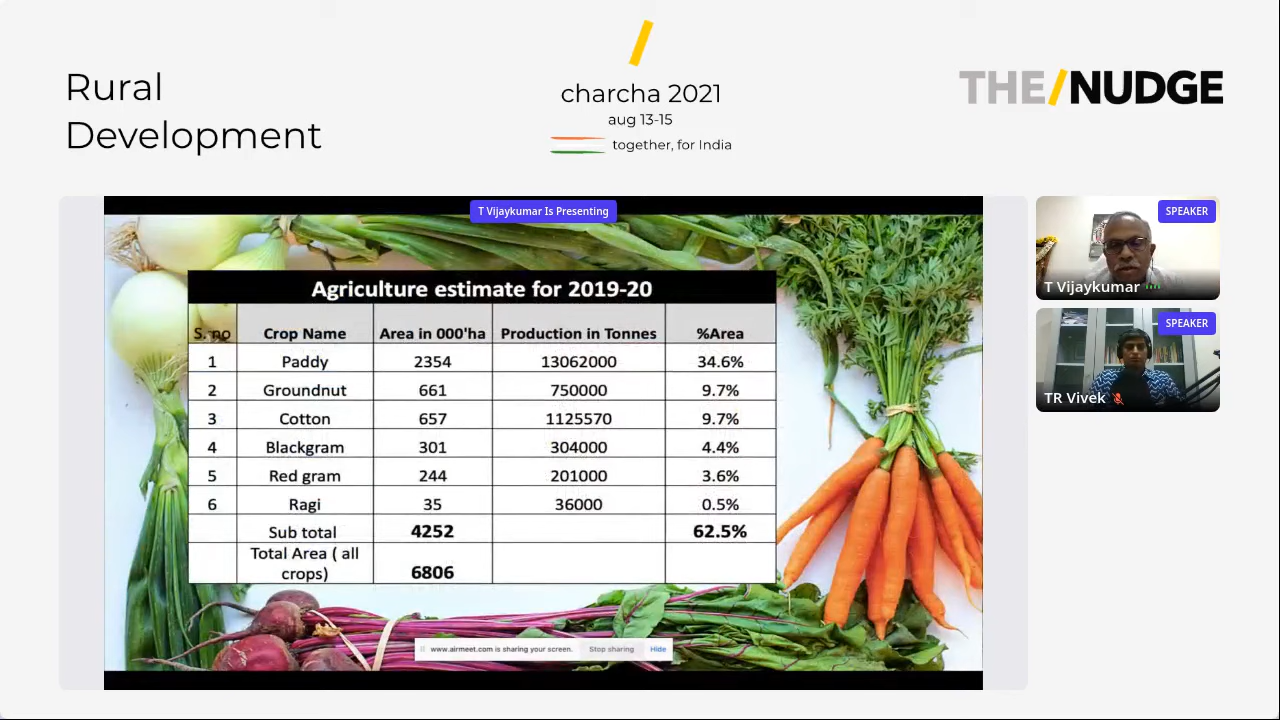 Rural
Development
charcha 2021
aug 13-15
together, for India
THE/NUDGE
T Vijaykumar Is Presenting
Agriculture estimate for 2019-20
S. no Crop Name Area in 000'ha Production in Tonnes %Area
1 Paddy 2354 13062000 34.6%
2 Groundnut 661 750000 9.7%
3 Cotton 657 1125570 9.7%
4 Blackgram 301 304000 4.4%
5 Red gram 244 201000 3.6%
6 Ragi 35 36000 0.5%
Sub total 4252 62.5%
Total Area ( all
crops) 6806
www.airmeet.com is sharing your screen. Stop sharing Hide
SPEAKER
T Vijaykumar
SPEAKER
TR Vivek